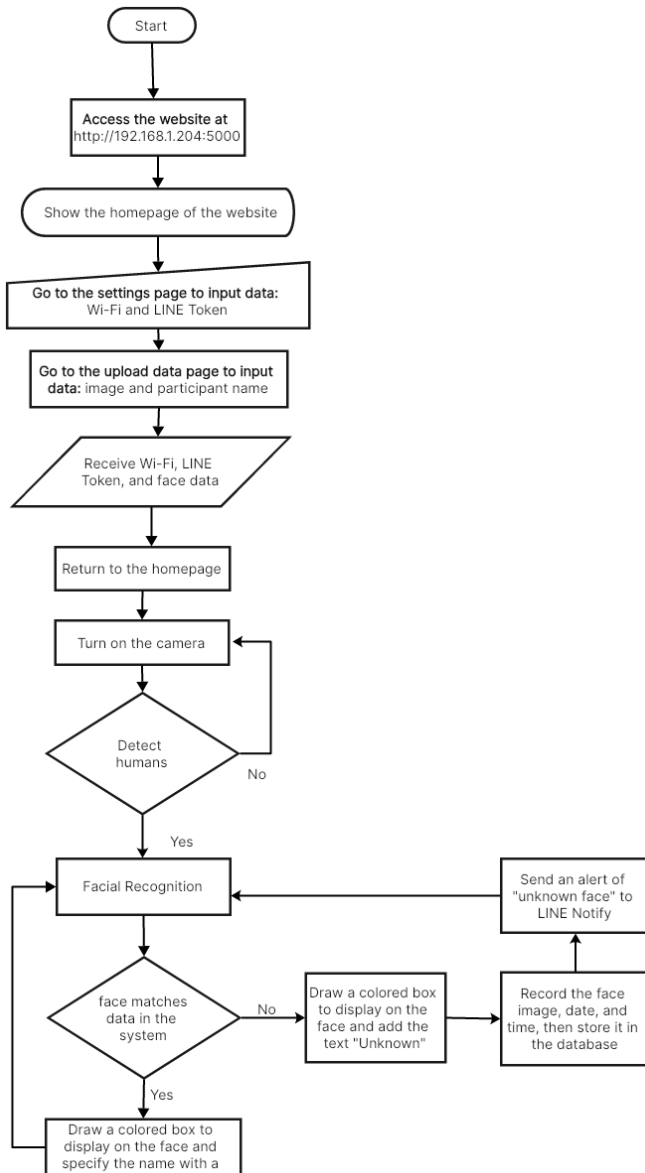 Start
Access the website at
http://192.168.1.204:5000
Show the homepage of the website
Go to the settings page to input data:
Wi-Fi and LINE Token
Go to the upload data page to input
data: image and participant name
Receive Wi-Fi, LINE
Token, and face data
Return to the homepage
Turn on the camera
Detect
humans
No
Yes
Facial Recognition
Send an alert of
"unknown face" to
LINE Notify
face matches
data in the
system
No
Draw a colored box
to display on the
face and add the
text "Unknown"
Record the face
image, date, and
time, then store it in
the database
Yes
Draw a colored box to
display on the face and
specify the name with a